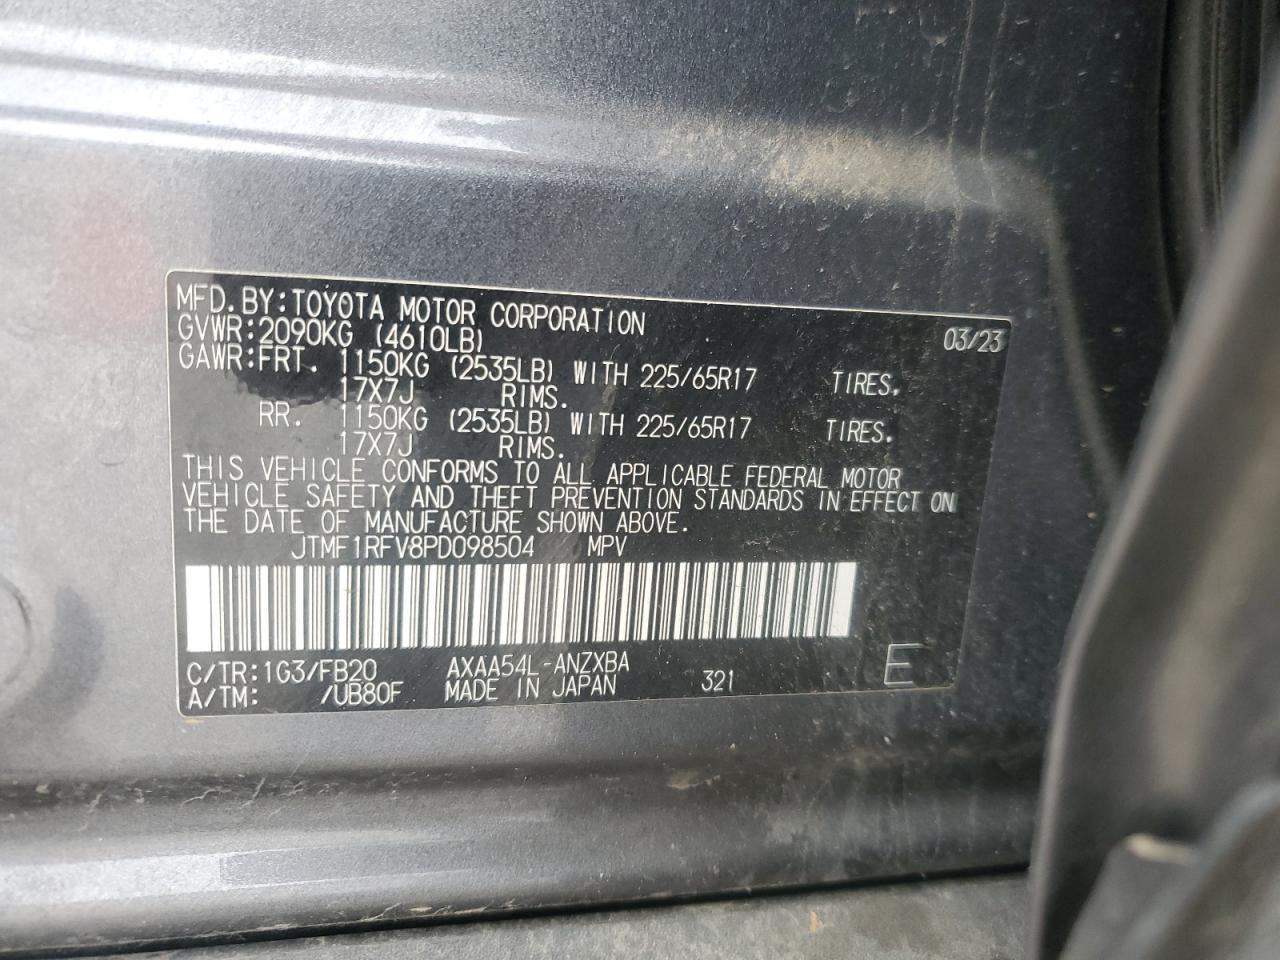 MFD.BY:TOYOTA MOTOR CORPORATION 03/23
GVWR:2090KG (4610LB)
GAWR:FRT. 1150KG (2535LB) WITH 225/65R17 TIRES.
17X7J RIMS.
RR. 1150KG (2535LB) WITH 225/65R17 TIRES.
17X7J RIMS.
THIS VEHICLE CONFORMS TO ALL APPLICABLE FEDERAL MOTOR
VEHICLE SAFETY AND THEFT PREVENTION STANDARDS IN EFFECT ON
THE DATE OF MANUFACTURE SHOWN ABOVE.
JTMF1RFV8PD098504 MPV
C/TR:1G3/FB20 AXAA54L-ANZXBA
A/TM: /UB80F MADE IN JAPAN 321 E